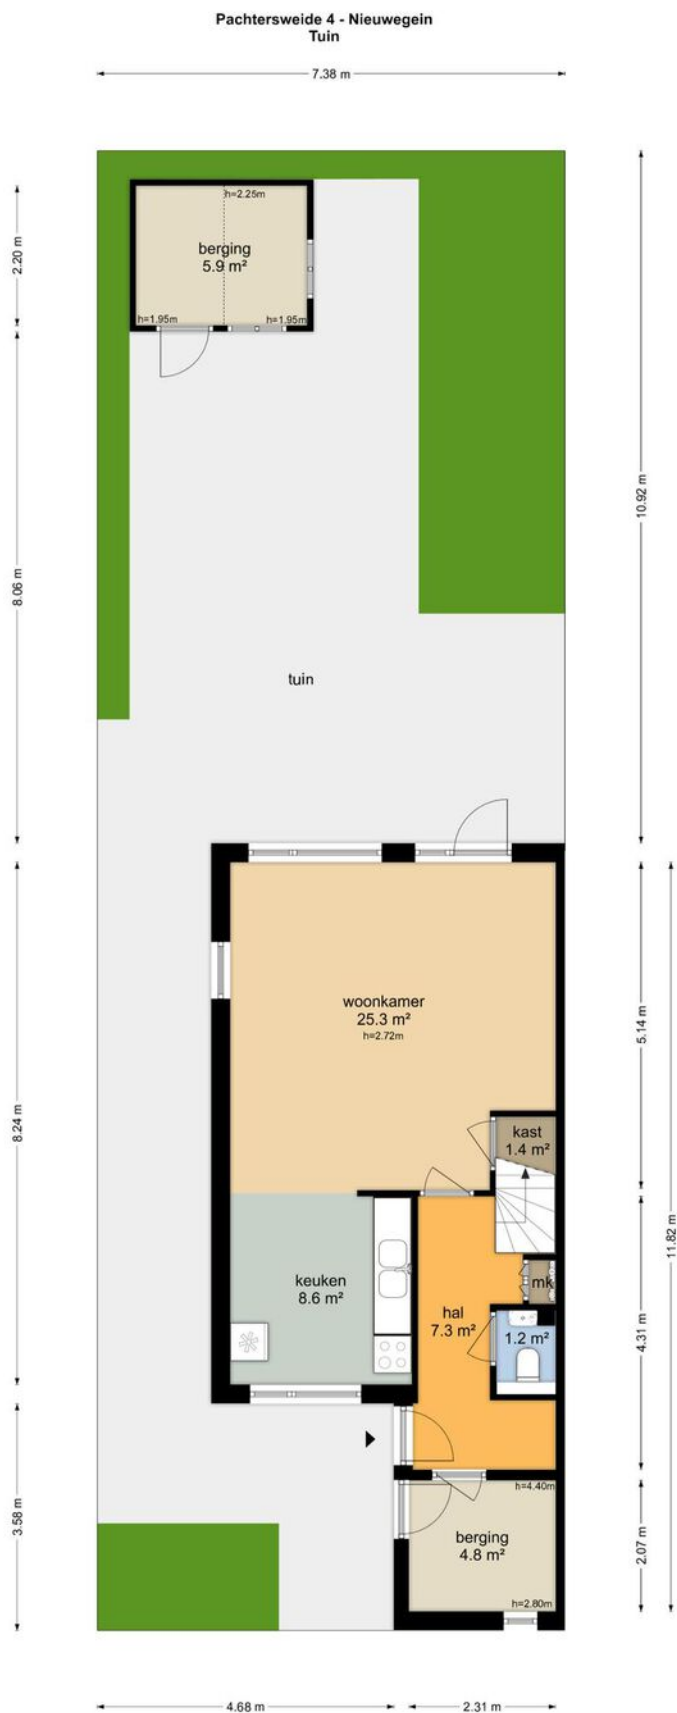 Pachtersweide 4 - Nieuwegein
Tuin
7.38 m
h=2.25m
berging
5.9 m²
h=1.95m
h=1.95m
2.20 m
10.92 m
8.06 m
tuin
woonkamer
25.3 m²
h=2.72m
5.14 m
8.24 m
kast
1.4 m²
11.82 m
keuken
8.6 m²
mk
hal
7.3 m²
1.2 m²
4.31 m
h=4.40m
berging
4.8 m²
h=2.80m
3.58 m
2.07 m
4.68 m
2.31 m